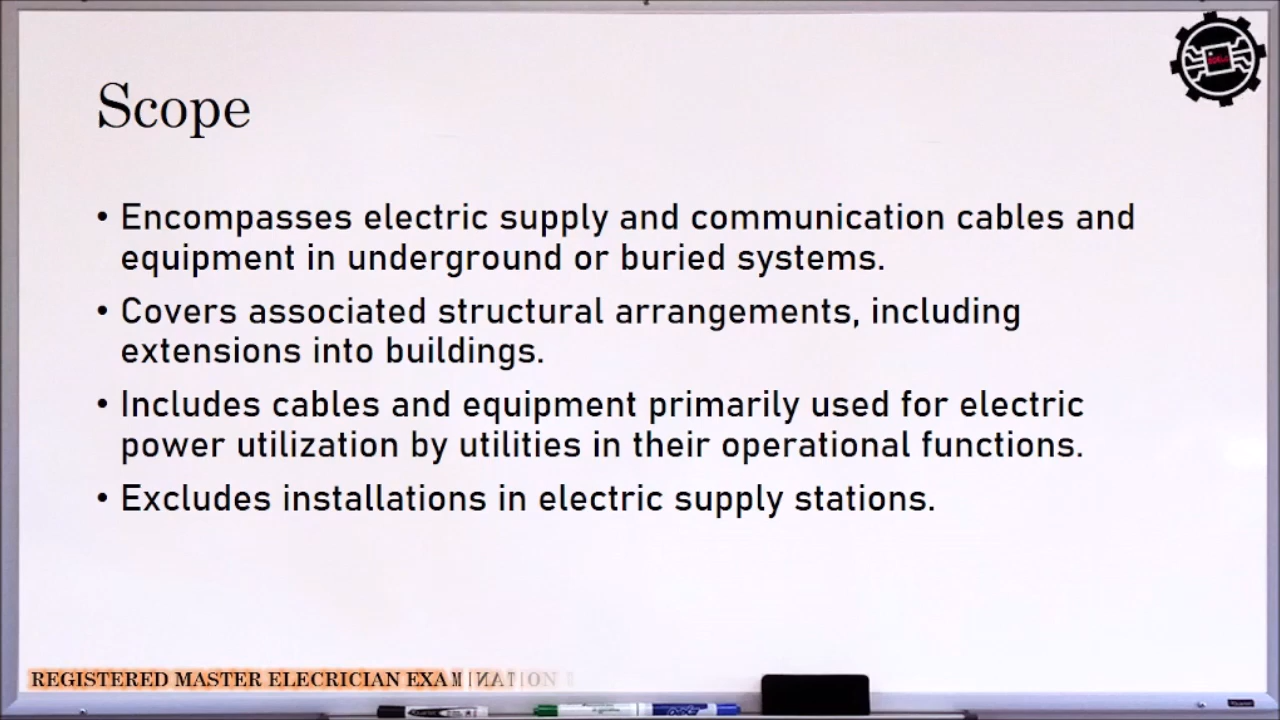 Scope
• Encompasses electric supply and communication cables and
equipment in underground or buried systems.
• Covers associated structural arrangements, including
extensions into buildings.
• Includes cables and equipment primarily used for electric
power utilization by utilities in their operational functions.
• Excludes installations in electric supply stations.
REGISTERED MASTER ELECRICIAN EXAMINATION